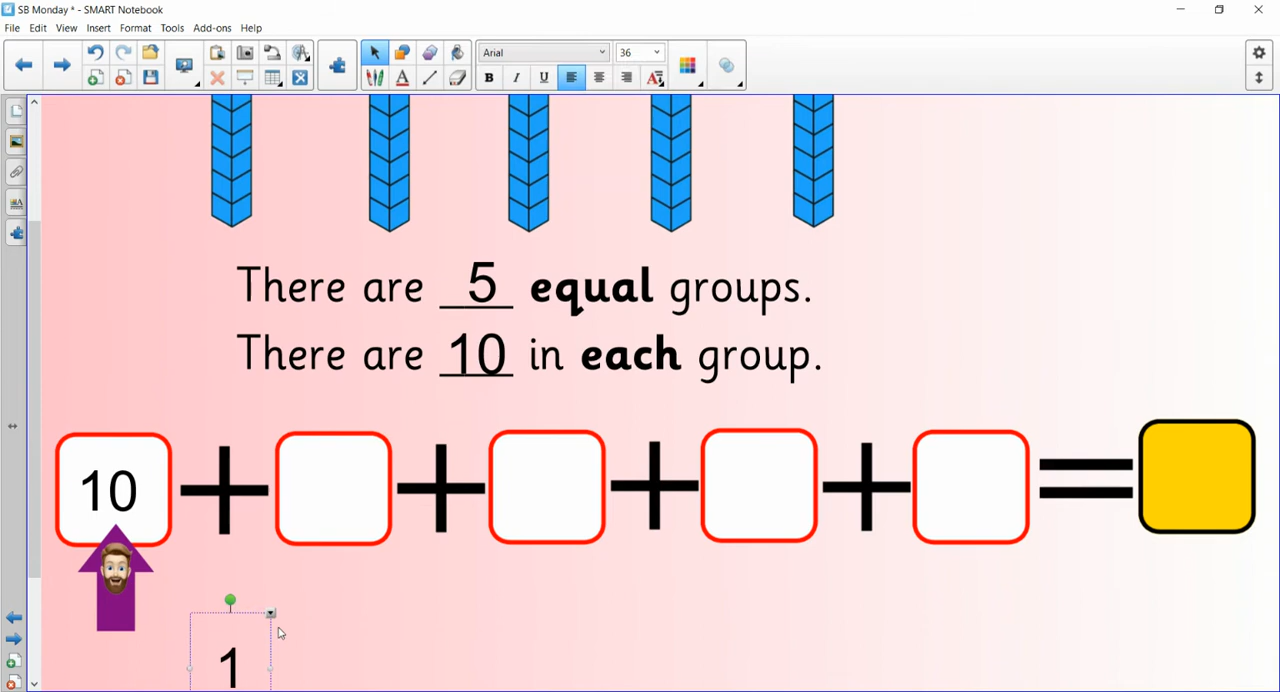 SB Monday * - SMART Notebook
File Edit View Insert Format Tools Add-ons Help
Arial 36
B I U
There are 5 equal groups.
There are 10 in each group.
10 + + + + =
1